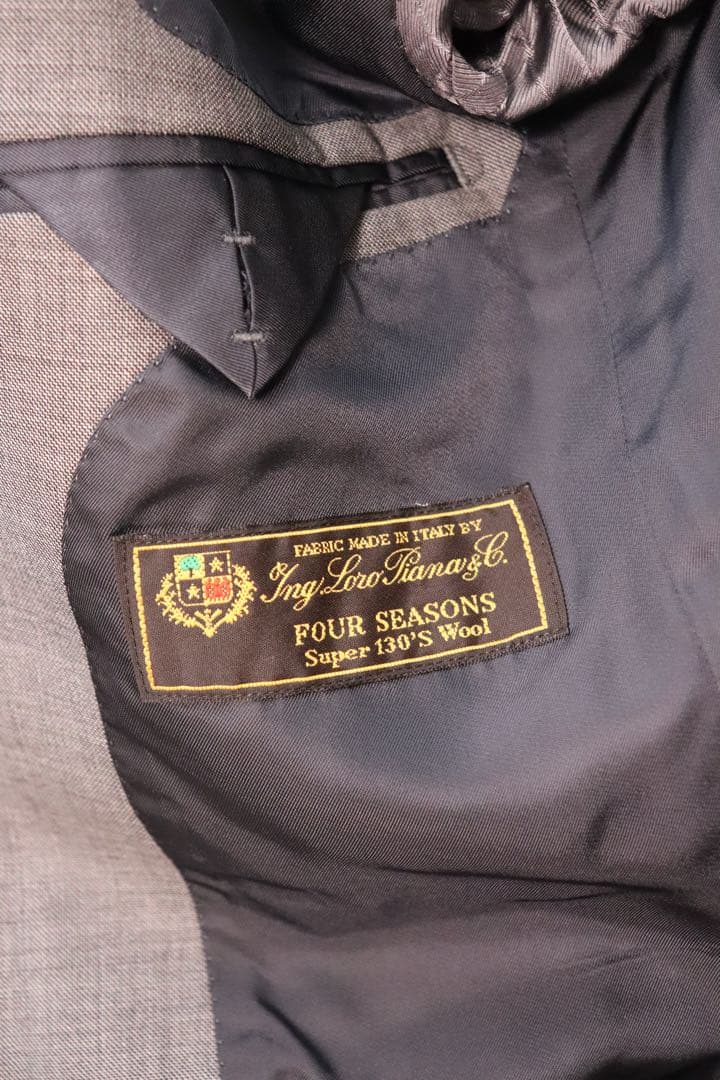 FABRIC MADE IN ITALY BY
Ing. Loro Piana & C.
FOUR SEASONS
Super 130'S Wool